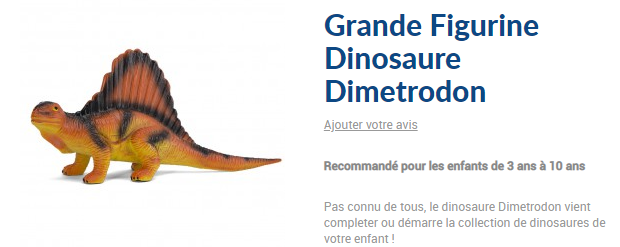 Grande Figurine
Dinosaure
Dimetrodon
Ajouter votre avis
Recommandé pour les enfants de 3 ans à 10 ans
Pas connu de tous, le dinosaure Dimetrodon vient
completer ou démarre la collection de dinosaures de
votre enfant !